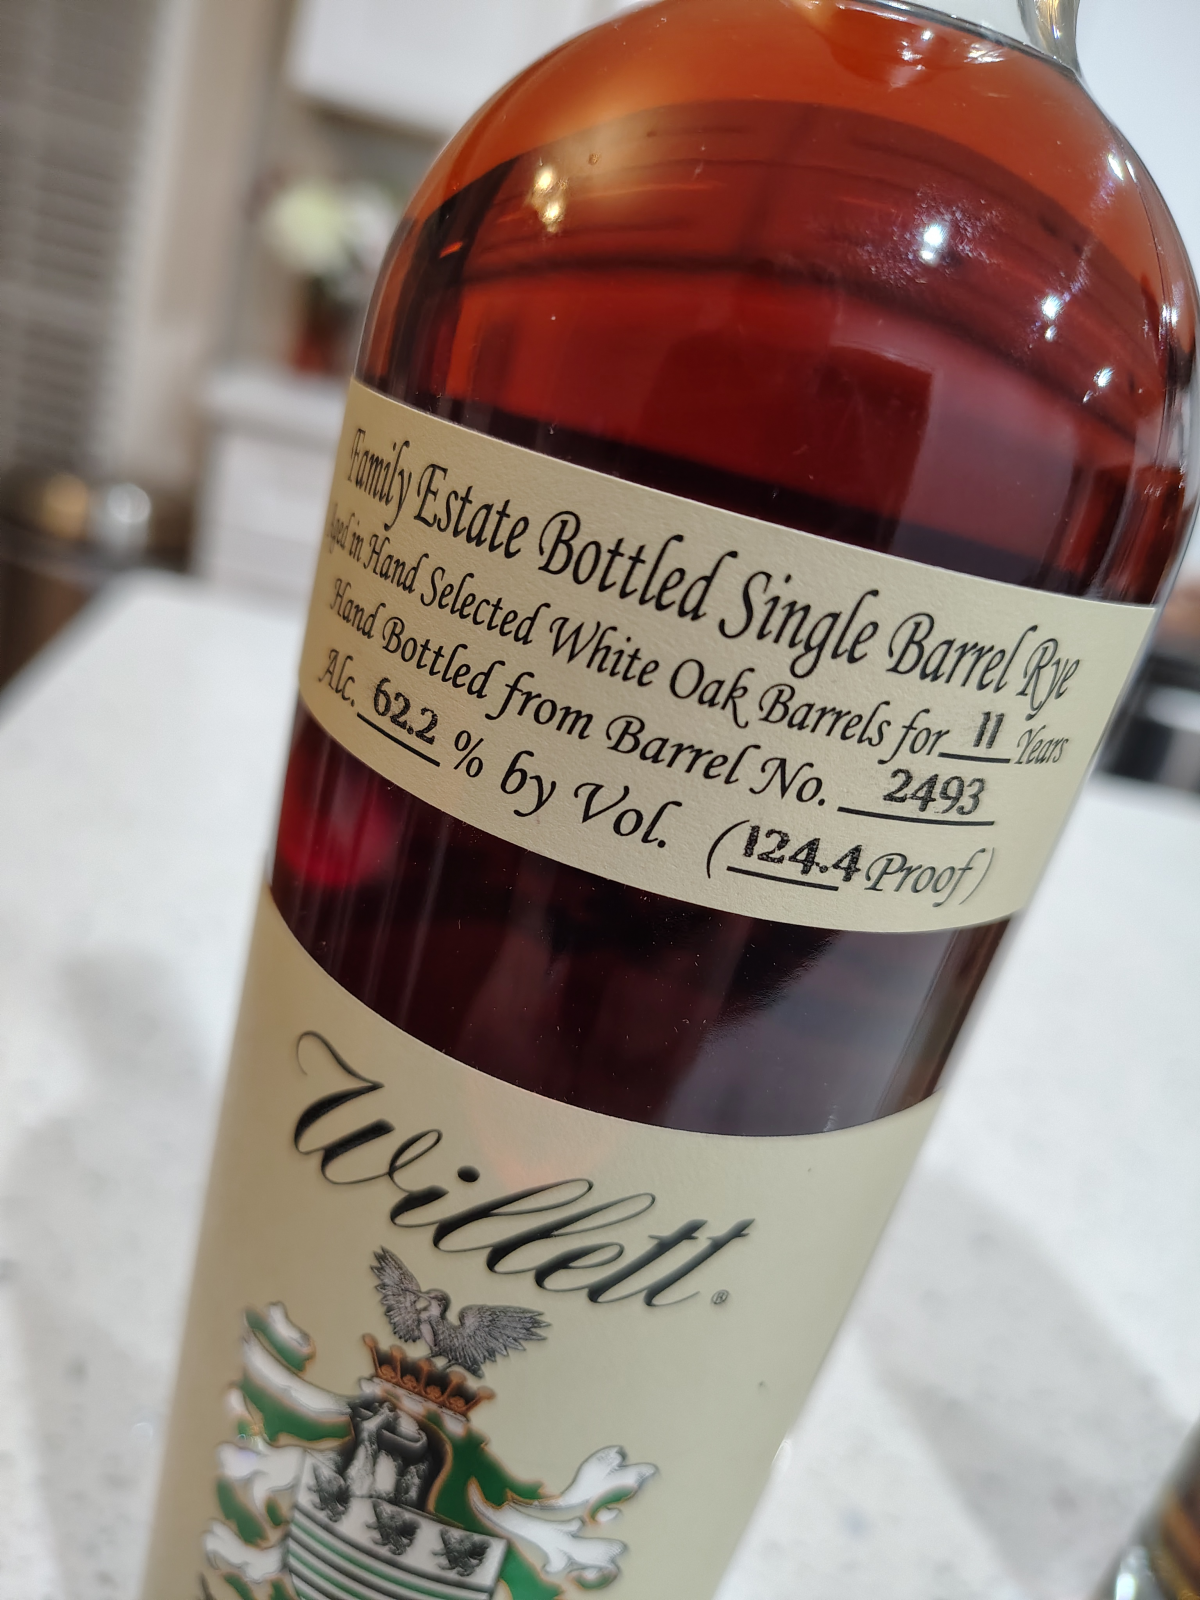 Family Estate Bottled Single Barrel Rye
Aged in Hand Selected White Oak Barrels for 11 Years
Hand Bottled from Barrel No. 2493
Alc. 62.2 % by Vol. (124.4 Proof)
Willett®